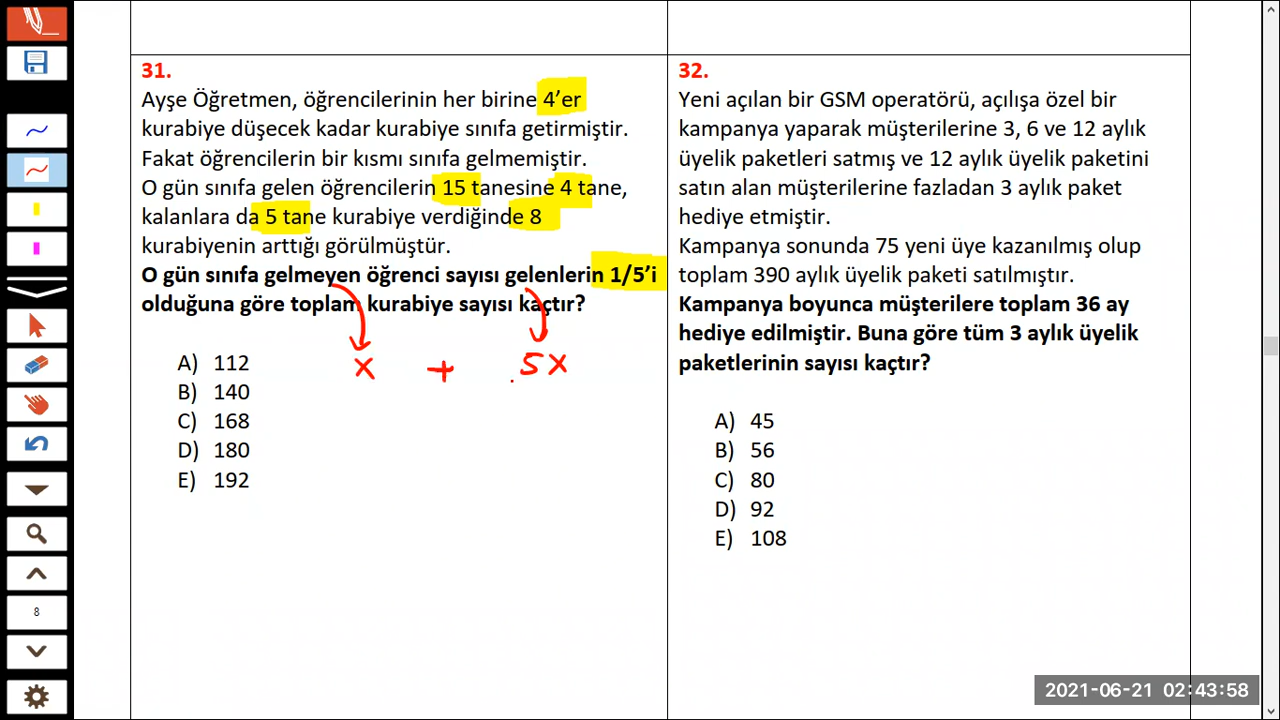 31.
Ayşe Öğretmen, öğrencilerinin her birine 4’er
kurabiye düşecek kadar kurabiye sınıfa getirmiştir.
Fakat öğrencilerin bir kısmı sınıfa gelmemiştir.
O gün sınıfa gelen öğrencilerin 15 tanesine 4 tane,
kalanlara da 5 tane kurabiye verdiğinde 8
kurabiyenin arttığı görülmüştür.
O gün sınıfa gelmeyen öğrenci sayısı gelenlerin 1/5’i
olduğuna göre toplam kurabiye sayısı kaçtır?
x + 5x
A) 112
B) 140
C) 168
D) 180
E) 192
32.
Yeni açılan bir GSM operatörü, açılışa özel bir
kampanya yaparak müşterilerine 3, 6 ve 12 aylık
üyelik paketleri satmış ve 12 aylık üyelik paketini
satın alan müşterilerine fazladan 3 aylık paket
hediye etmiştir.
Kampanya sonunda 75 yeni üye kazanılmış olup
toplam 390 aylık üyelik paketi satılmıştır.
Kampanya boyunca müşterilere toplam 36 ay
hediye edilmiştir. Buna göre tüm 3 aylık üyelik
paketlerinin sayısı kaçtır?
A) 45
B) 56
C) 80
D) 92
E) 108
8
2021-06-21 02:43:58